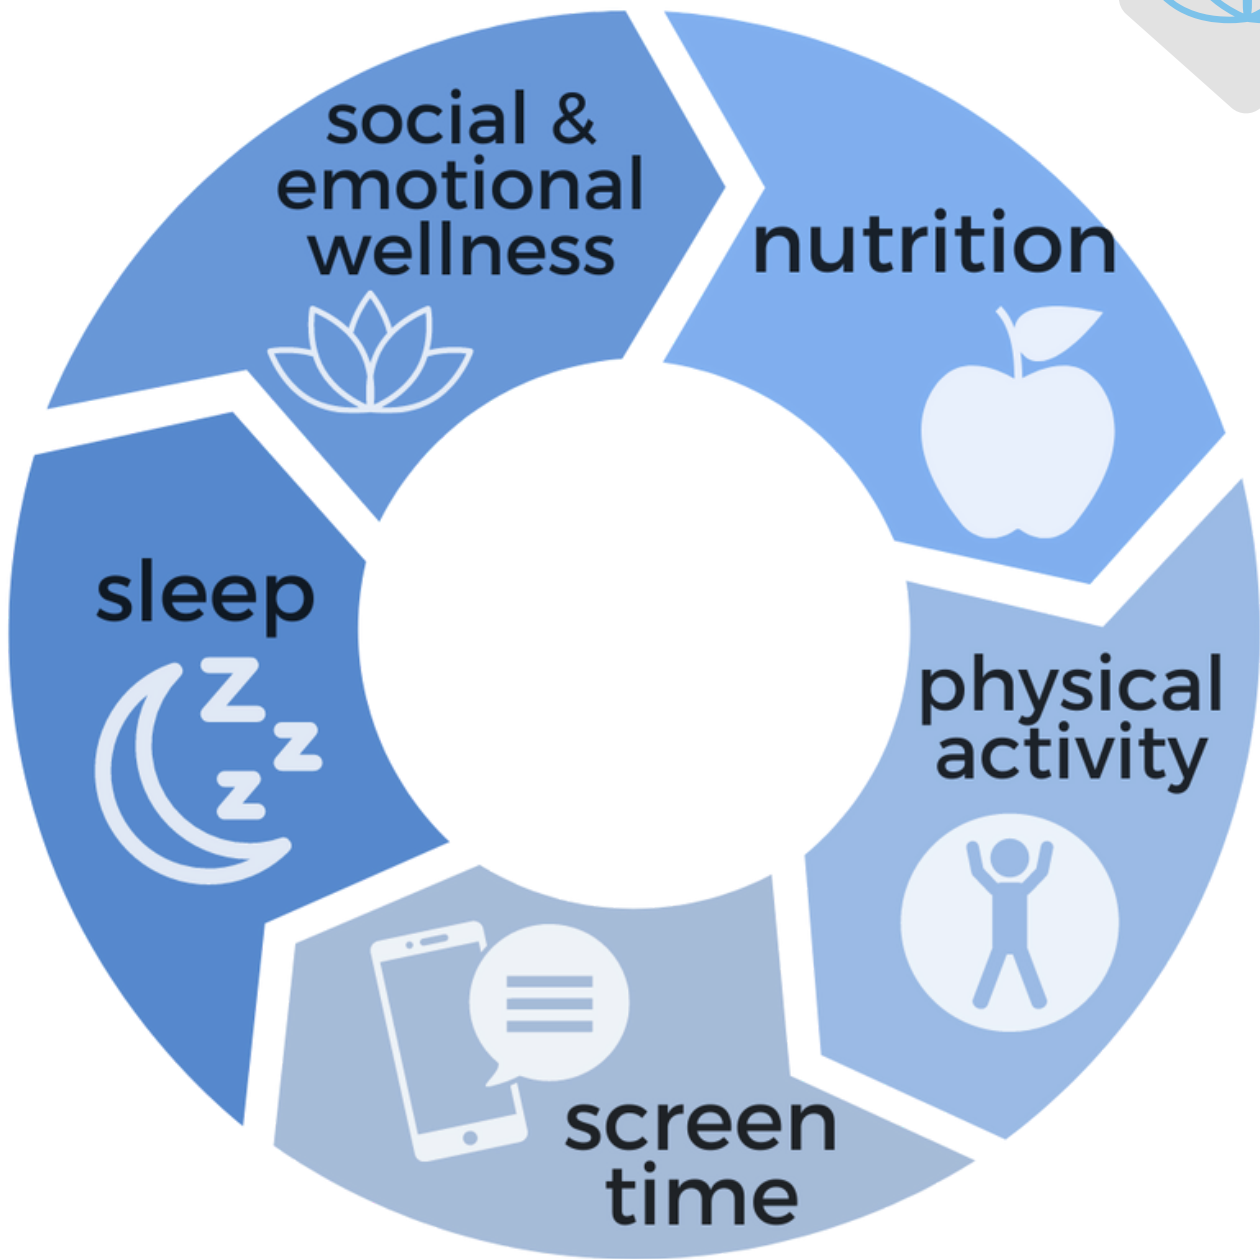 social &
emotional
wellness
nutrition
physical
activity
screen
time
sleep
z
z
z